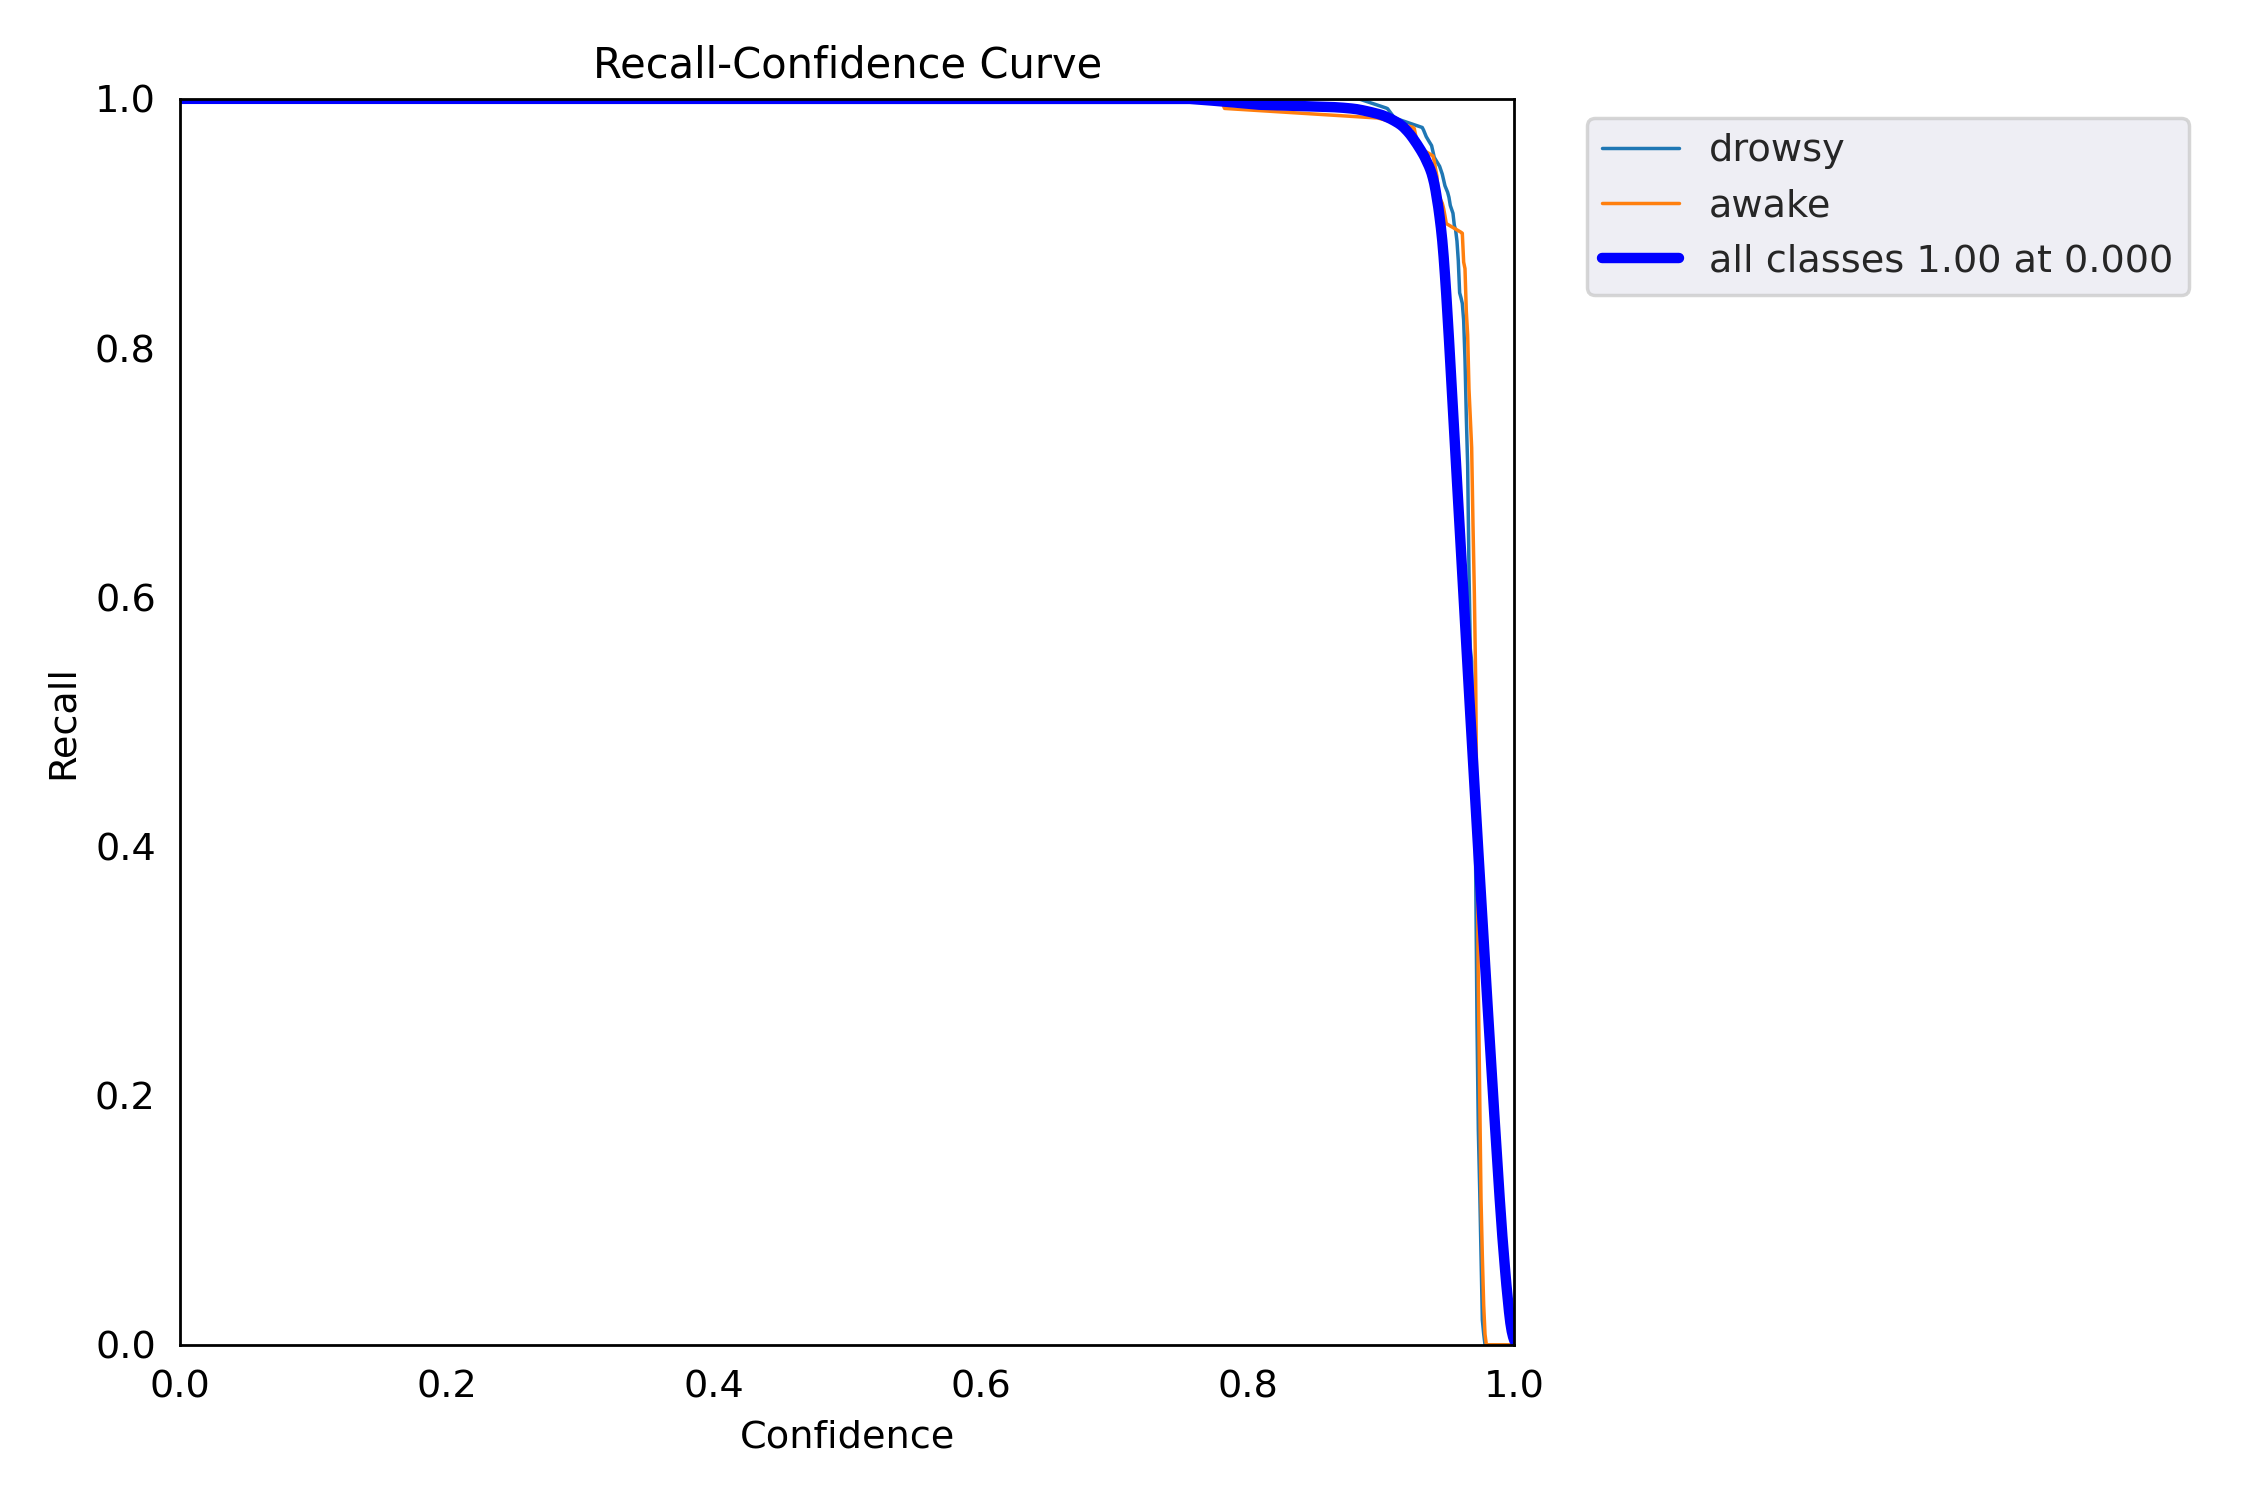 Recall-Confidence Curve
1.0
0.8
0.6
0.4
0.2
0.0
Recall
0.0 0.2 0.4 0.6 0.8 1.0
Confidence
drowsy
awake
all classes 1.00 at 0.000